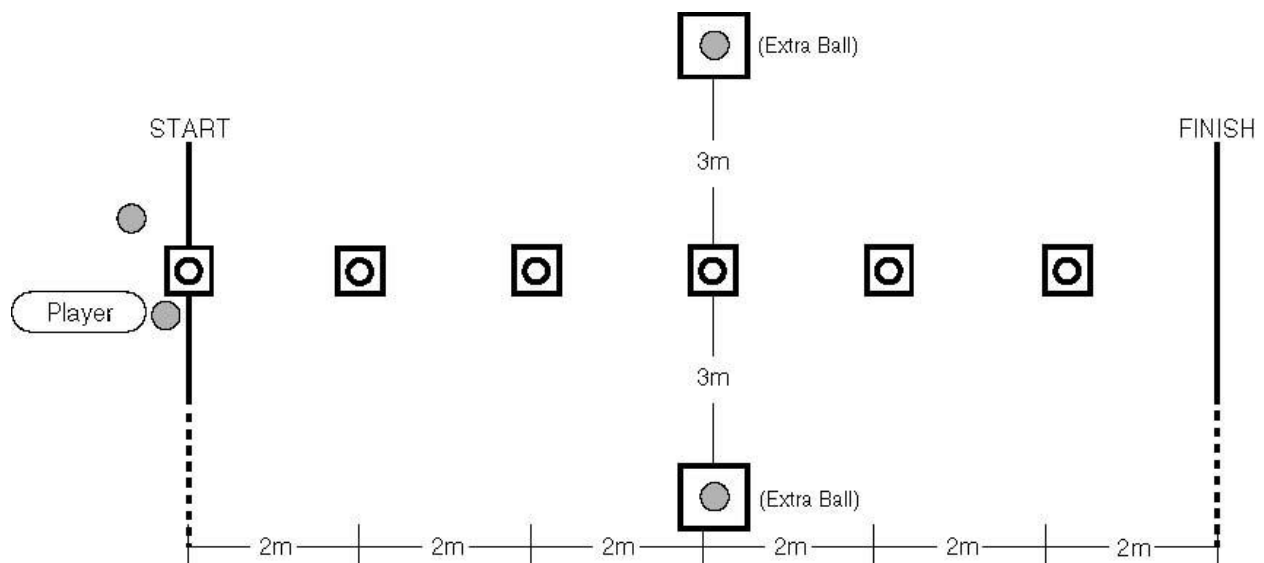 (Extra Ball)
START
FINISH
3m
Player
3m
(Extra Ball)
2m 2m 2m 2m 2m 2m